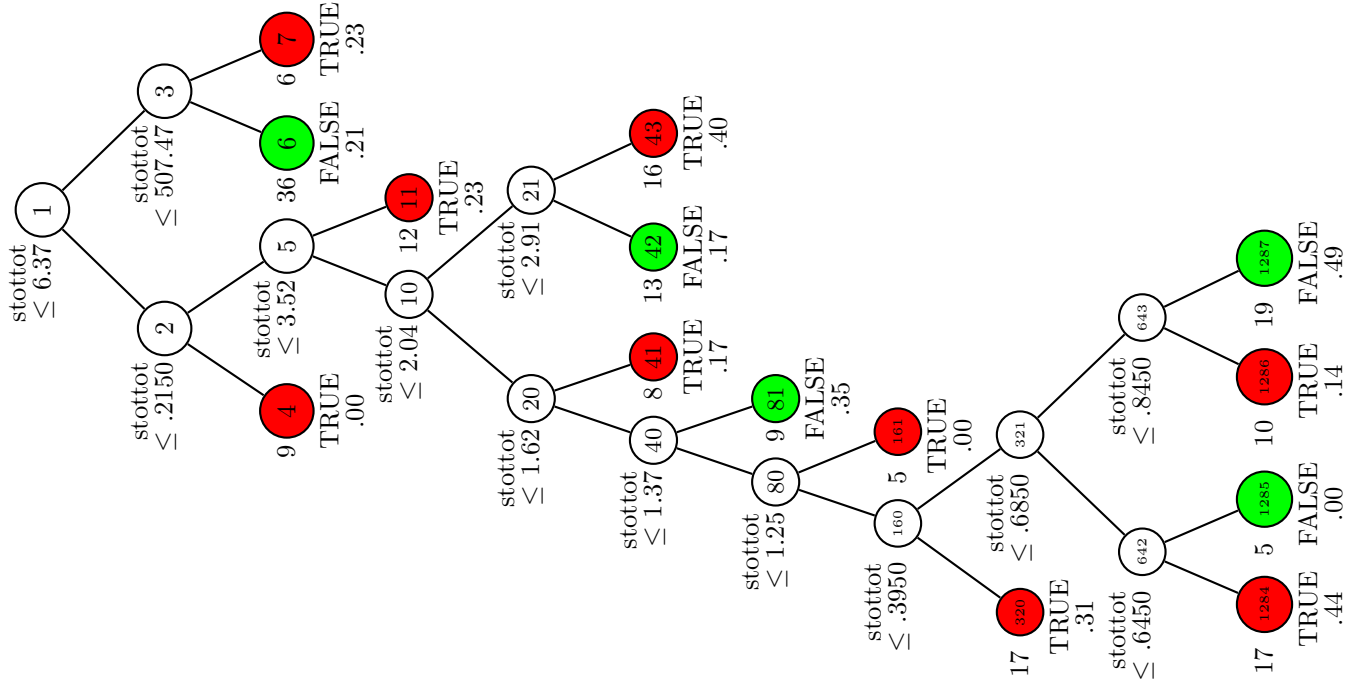 1
stottot
≤ 6.37
2
stottot
≤ .2150
3
stottot
≤ 507.47
4
9
TRUE
.00
5
stottot
≤ 3.52
6
36
FALSE
.21
7
6
TRUE
.23
10
stottot
≤ 2.04
11
12
TRUE
.23
20
stottot
≤ 1.62
21
stottot
≤ 2.91
40
stottot
≤ 1.37
41
8
TRUE
.17
42
13
FALSE
.17
43
16
TRUE
.40
80
stottot
≤ 1.25
81
9
FALSE
.35
160
stottot
≤ .3950
161
5
TRUE
.00
320
17
TRUE
.31
321
stottot
≤ .6850
642
stottot
≤ .6450
643
stottot
≤ .8450
1284
17
TRUE
.44
1285
5
FALSE
.00
1286
10
TRUE
.14
1287
19
FALSE
.49